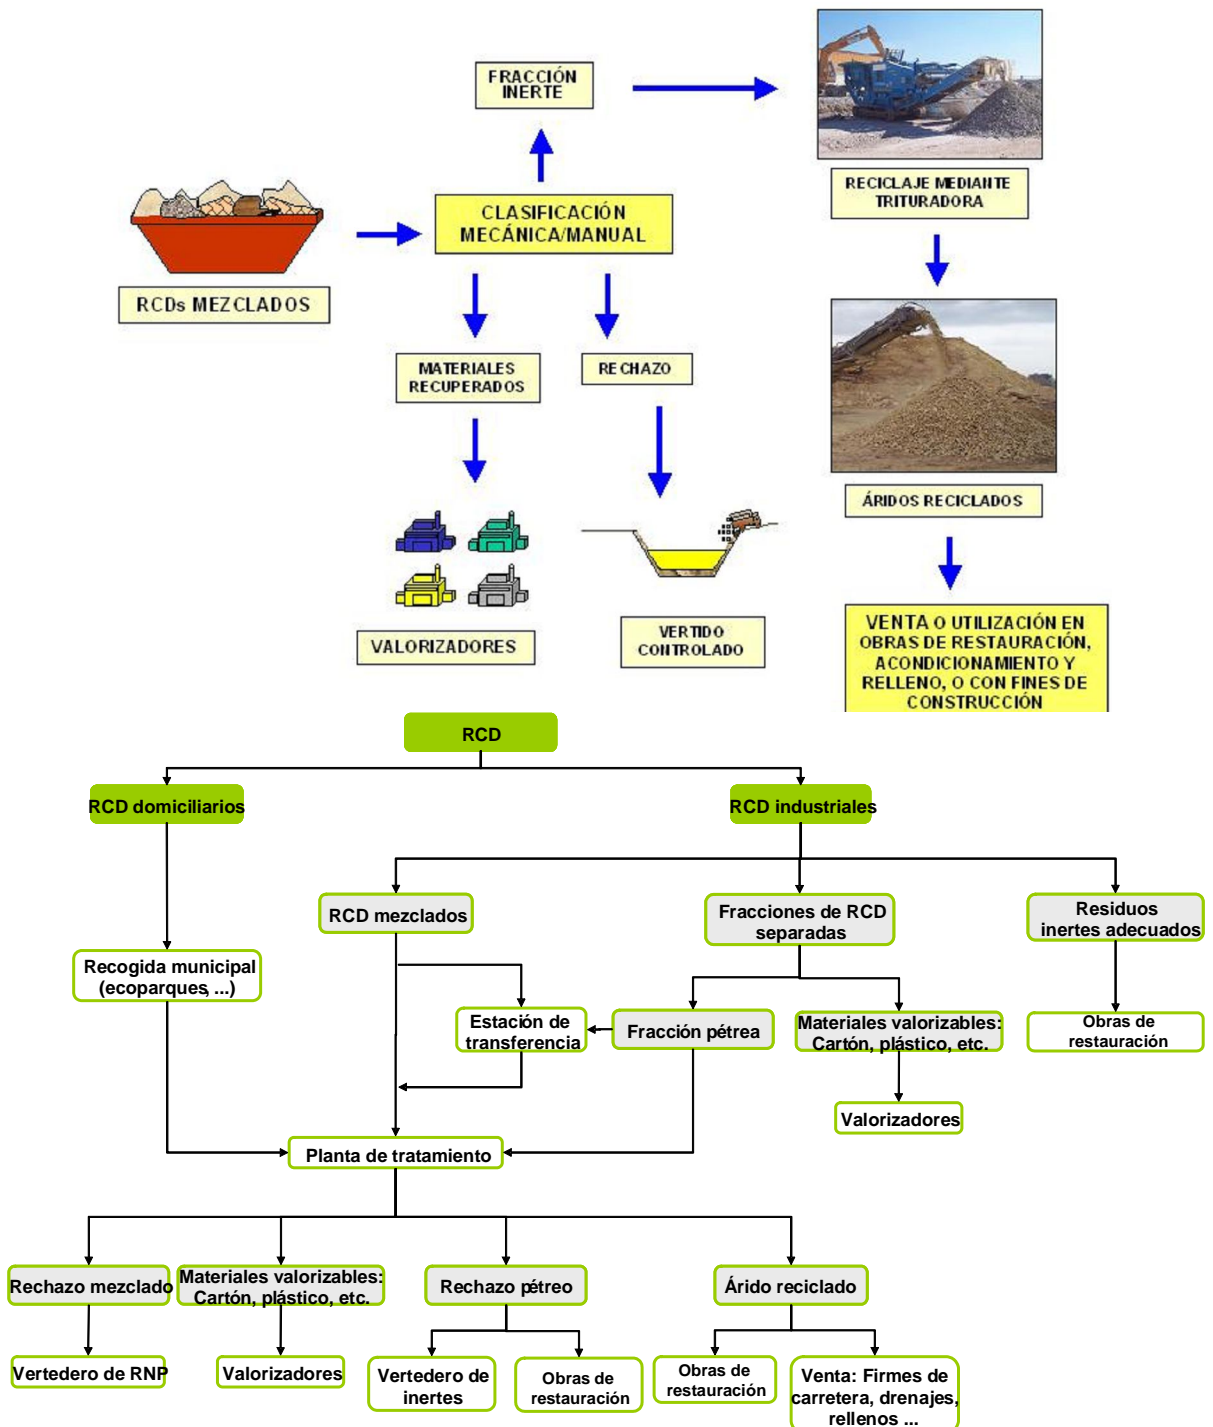 FRACCIÓN
INERTE
RECICLAJE MEDIANTE
TRITURADORA
CLASIFICACIÓN
MECÁNICA/MANUAL
RCDs MEZCLADOS
MATERIALES
RECUPERADOS
RECHAZO
ÁRIDOS RECICLADOS
VALORIZADORES
VERTIDO
CONTROLADO
VENTA O UTILIZACIÓN EN
OBRAS DE RESTAURACIÓN,
ACONDICIONAMIENTO Y
RELLENO, O CON FINES DE
CONSTRUCCIÓN
RCD
RCD domiciliarios
RCD industriales
RCD mezclados
Fracciones de RCD
separadas
Residuos
inertes adecuados
Recogida municipal
(ecoparques, ...)
Estación de
transferencia
Fracción pétrea
Materiales valorizables:
Cartón, plástico, etc.
Obras de
restauración
Valorizadores
Planta de tratamiento
Rechazo mezclado
Materiales valorizables:
Cartón, plástico, etc.
Rechazo pétreo
Árido reciclado
Vertedero de RNP
Valorizadores
Vertedero de
inertes
Obras de
restauración
Obras de
restauración
Venta: Firmes de
carretera, drenajes,
rellenos ...